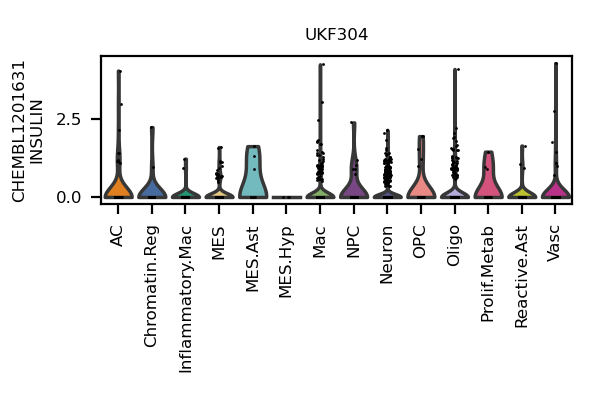 UKF304
CHEMBL1201631
INSULIN
2.5
0.0
AC
Chromatin.Reg
Inflammatory.Mac
MES
MES.Ast
MES.Hyp
Mac
NPC
Neuron
OPC
Oligo
Prolif.Metab
Reactive.Ast
Vasc